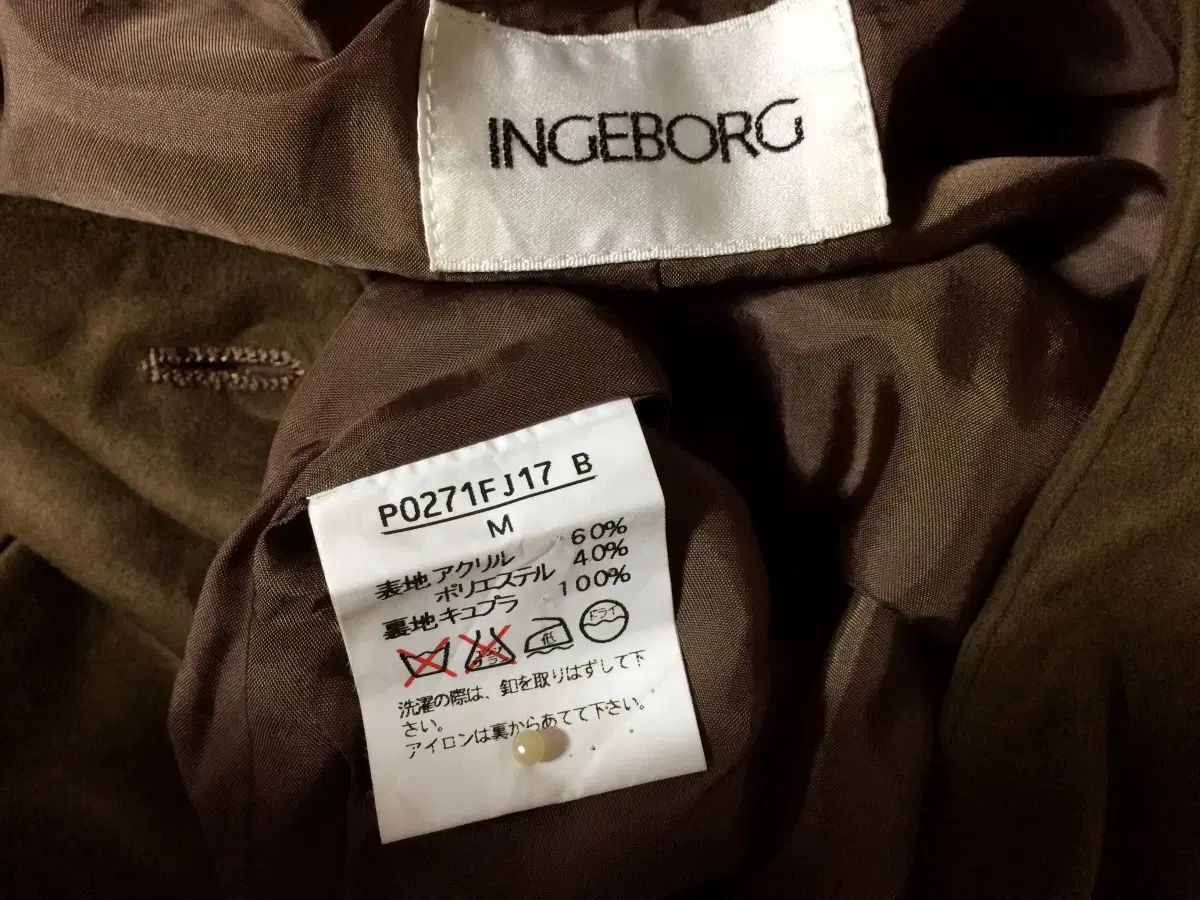 INGEBORG
P0271FJ17 B
M
表地 アクリル 60%
ポリエステル 40%
裏地 キュプラ 100%
低 ドライ
洗濯の際は、釦を取りはずして下
さい。
アイロンは裏からあてて下さい。